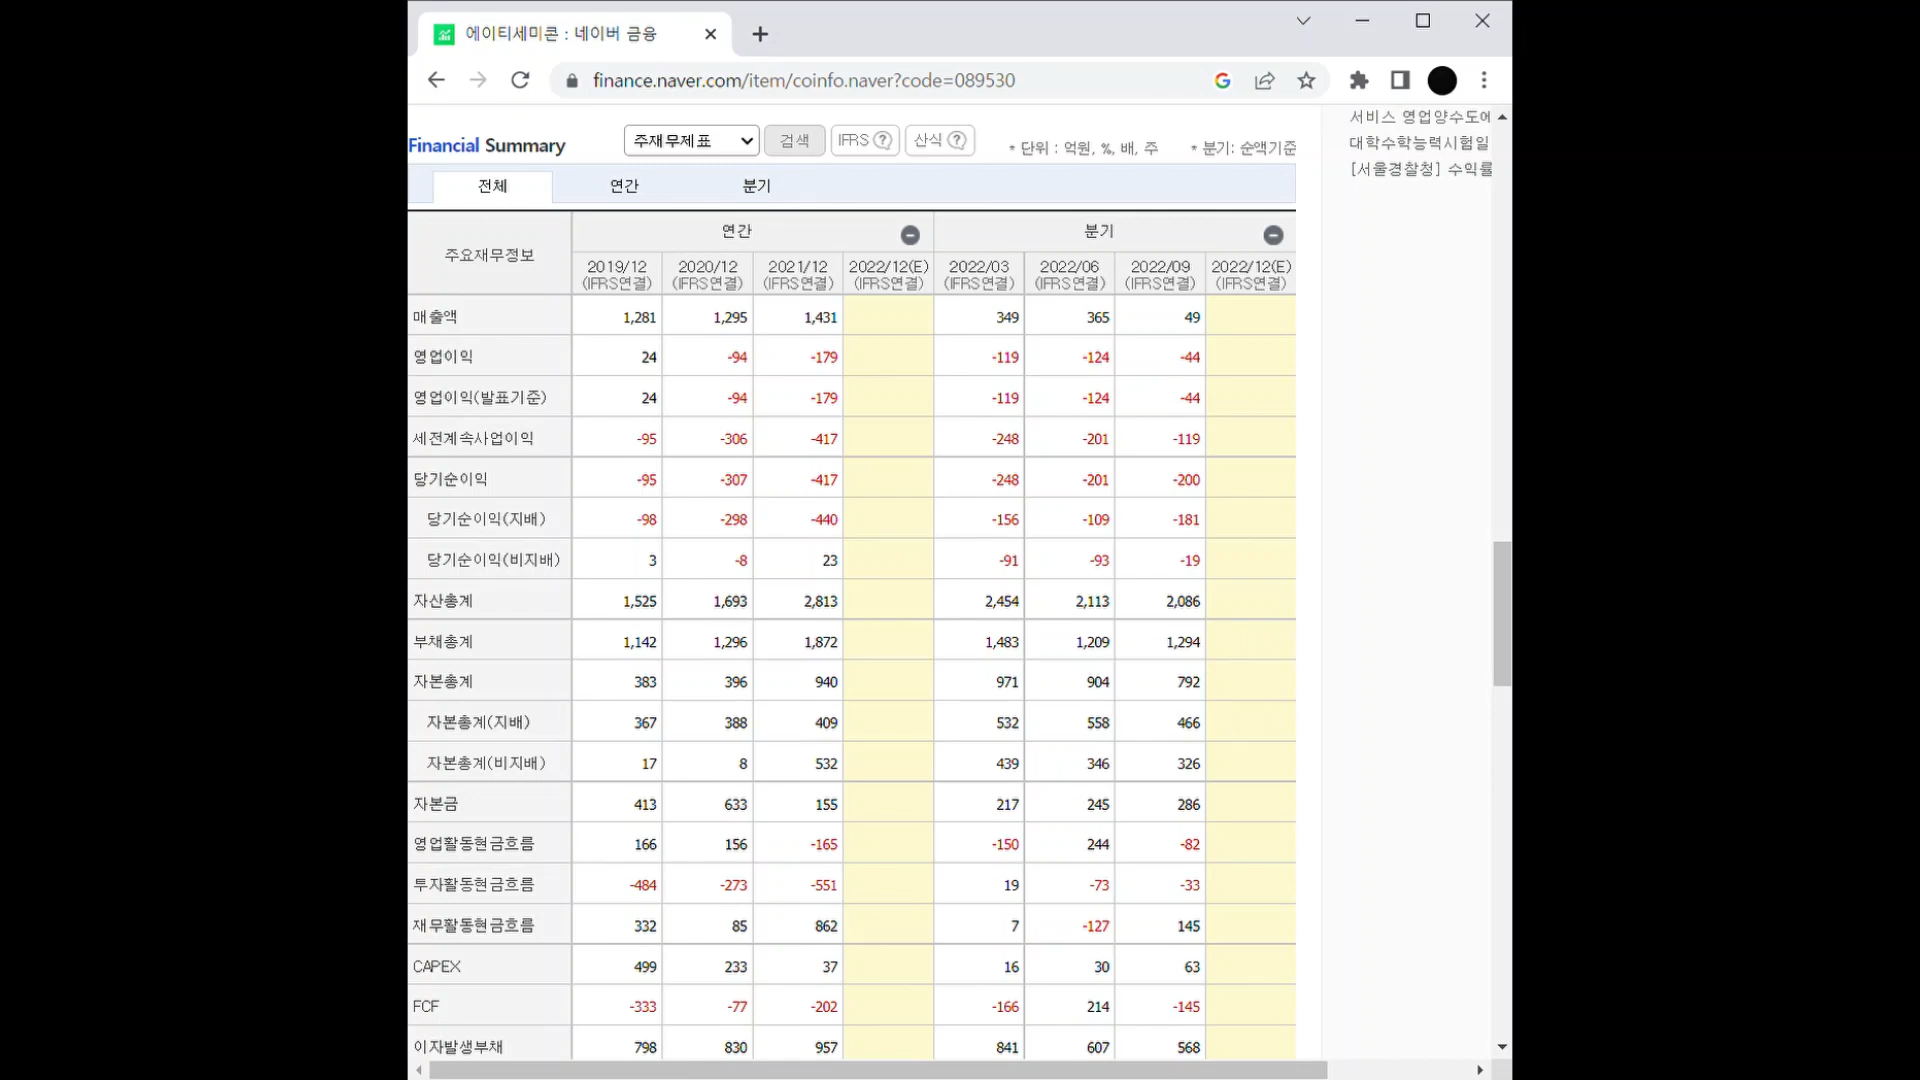 에이티세미콘 : 네이버 금융
finance.naver.com/item/coinfo.naver?code=089530
서비스 영업양수도에
대학수학능력시험일
[서울경찰청] 수익률
Financial Summary 주재무제표 검색 IFRS ? 산식 ? * 단위 : 억원, %, 배, 주 * 분기: 순액기준
전체 연간 분기
주요재무정보 연간 분기
2019/12 2020/12 2021/12 2022/12(E) 2022/03 2022/06 2022/09 2022/12(E)
(IFRS연결) (IFRS연결) (IFRS연결) (IFRS연결) (IFRS연결) (IFRS연결) (IFRS연결) (IFRS연결)
매출액 1,281 1,295 1,431 349 365 49
영업이익 24 -94 -179 -119 -124 -44
영업이익(발표기준) 24 -94 -179 -119 -124 -44
세전계속사업이익 -95 -306 -417 -248 -201 -119
당기순이익 -95 -307 -417 -248 -201 -200
당기순이익(지배) -98 -298 -440 -156 -109 -181
당기순이익(비지배) 3 -8 23 -91 -93 -19
자산총계 1,525 1,693 2,813 2,454 2,113 2,086
부채총계 1,142 1,296 1,872 1,483 1,209 1,294
자본총계 383 396 940 971 904 792
자본총계(지배) 367 388 409 532 558 466
자본총계(비지배) 17 8 532 439 346 326
자본금 413 633 155 217 245 286
영업활동현금흐름 166 156 -165 -150 244 -82
투자활동현금흐름 -484 -273 -551 19 -73 -33
재무활동현금흐름 332 85 862 7 -127 145
CAPEX 499 233 37 16 30 63
FCF -333 -77 -202 -166 214 -145
이자발생부채 798 830 957 841 607 568